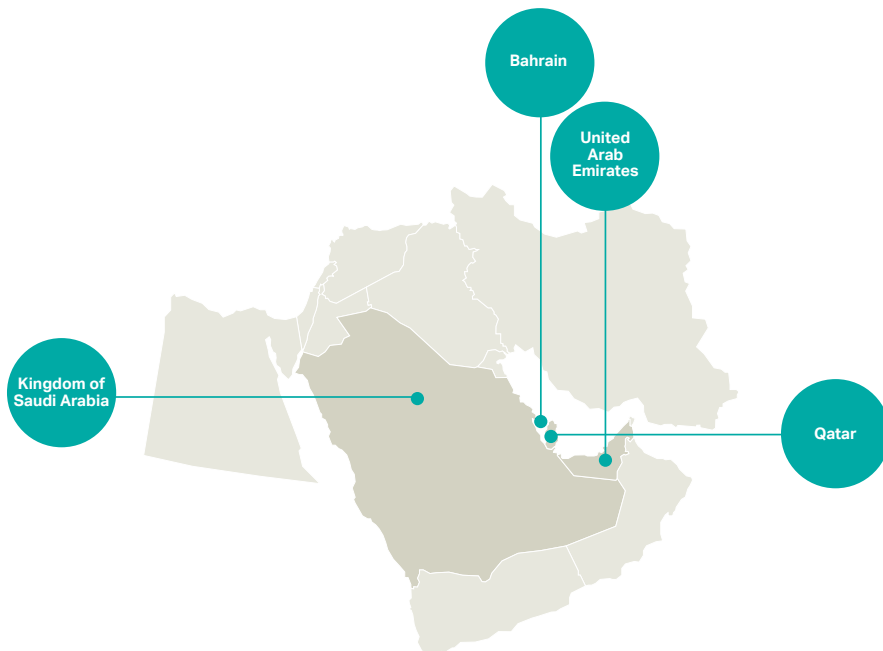 Bahrain
United
Arab
Emirates
Kingdom of
Saudi Arabia
Qatar